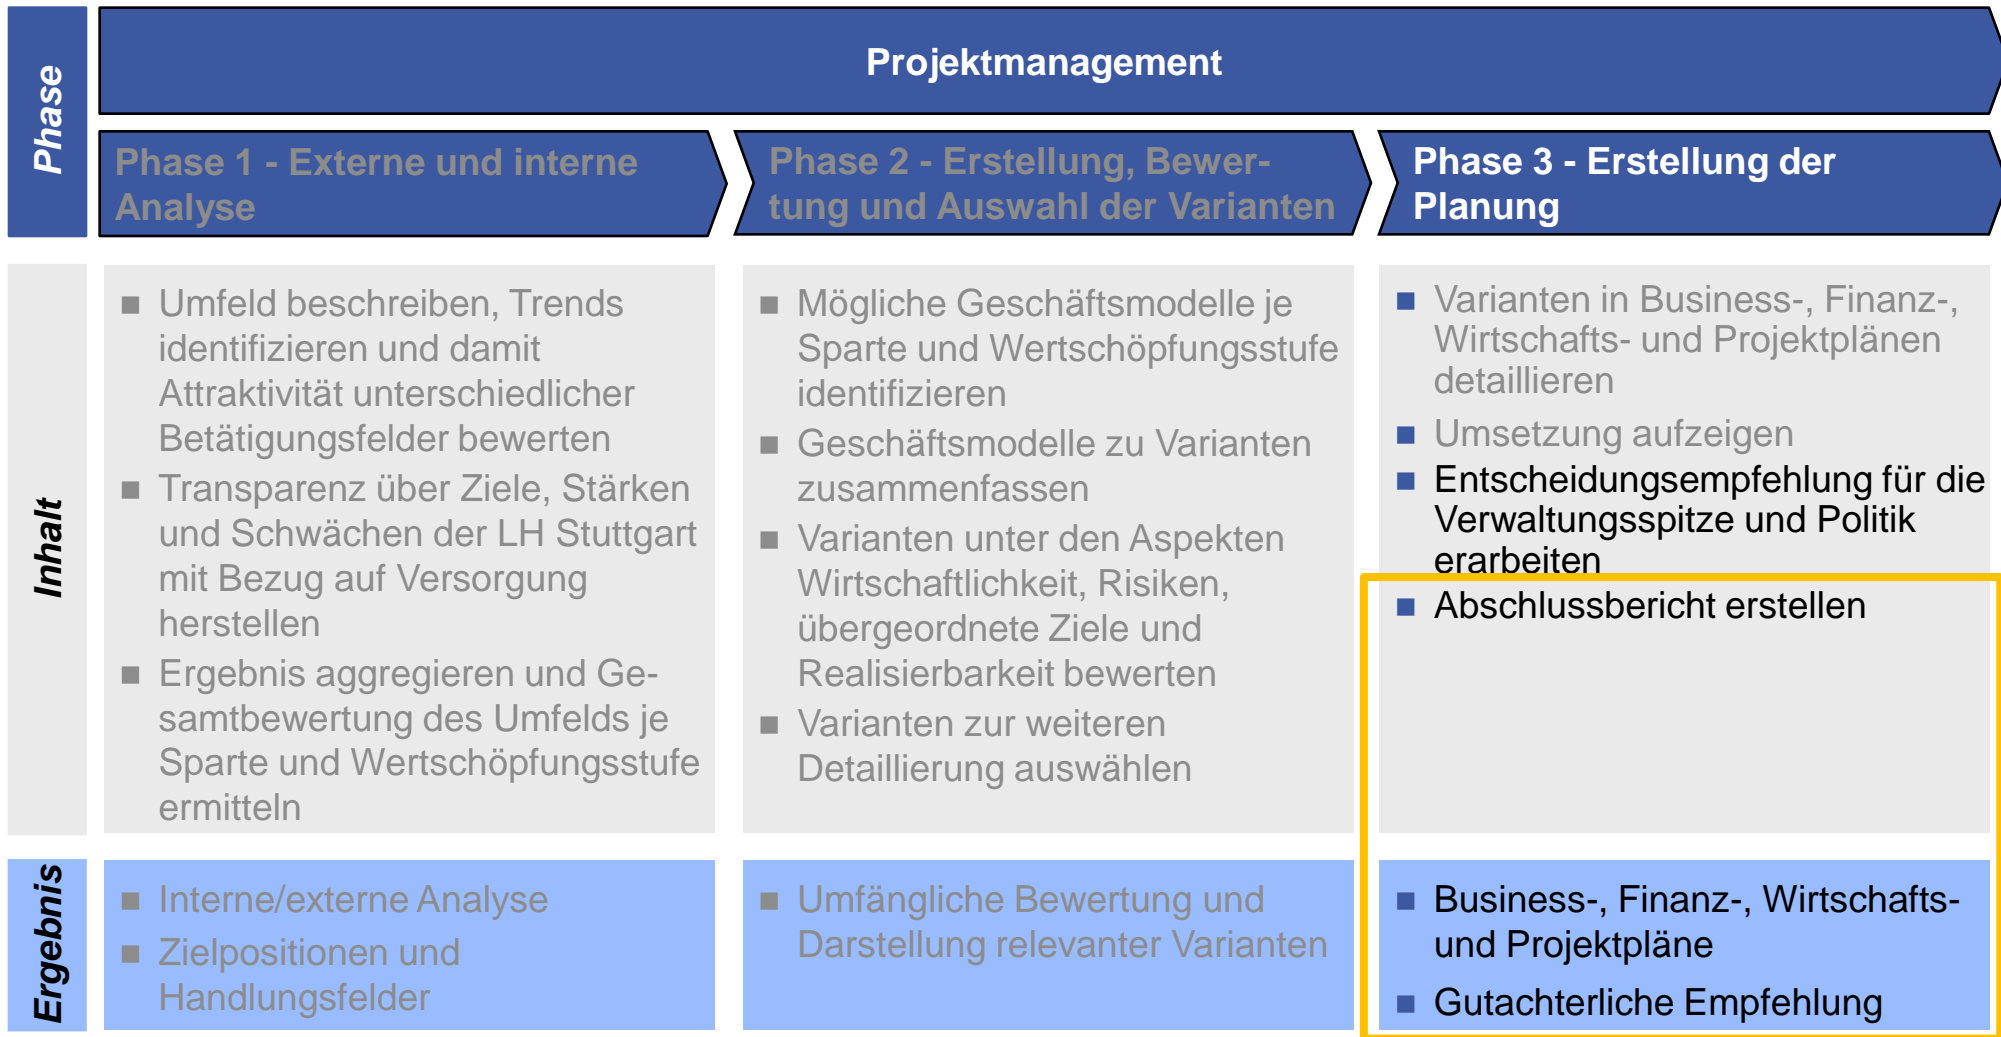 Phase
Projektmanagement
Phase 1 - Externe und interne
Analyse
Phase 2 - Erstellung, Bewer-
tung und Auswahl der Varianten
Phase 3 - Erstellung der
Planung
Inhalt
■ Umfeld beschreiben, Trends
identifizieren und damit
Attraktivität unterschiedlicher
Betätigungsfelder bewerten
■ Transparenz über Ziele, Stärken
und Schwächen der LH Stuttgart
mit Bezug auf Versorgung
herstellen
■ Ergebnis aggregieren und Ge-
samtbewertung des Umfelds je
Sparte und Wertschöpfungsstufe
ermitteln
■ Mögliche Geschäftsmodelle je
Sparte und Wertschöpfungsstufe
identifizieren
■ Geschäftsmodelle zu Varianten
zusammenfassen
■ Varianten unter den Aspekten
Wirtschaftlichkeit, Risiken,
übergeordnete Ziele und
Realisierbarkeit bewerten
■ Varianten zur weiteren
Detaillierung auswählen
■ Varianten in Business-, Finanz-,
Wirtschafts- und Projektplänen
detaillieren
■ Umsetzung aufzeigen
■ Entscheidungsempfehlung für die
Verwaltungsspitze und Politik
erarbeiten
■ Abschlussbericht erstellen
Ergebnis
■ Interne/externe Analyse
■ Zielpositionen und
Handlungsfelder
■ Umfängliche Bewertung und
Darstellung relevanter Varianten
■ Business-, Finanz-, Wirtschafts-
und Projektpläne
■ Gutachterliche Empfehlung